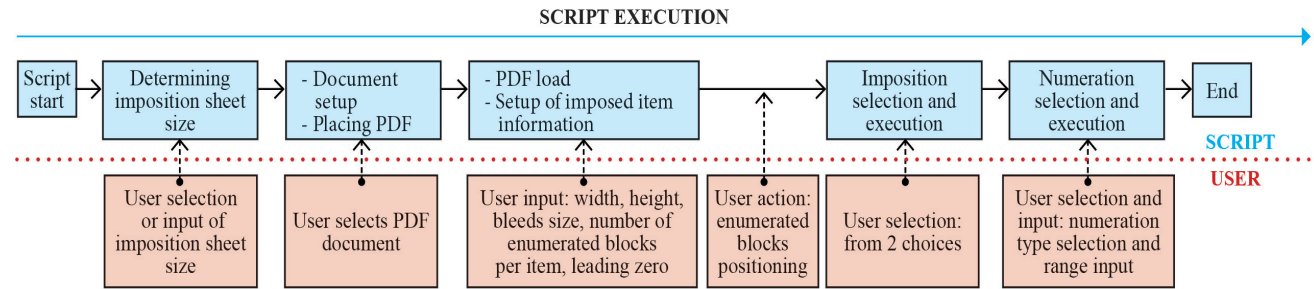 SCRIPT EXECUTION
Script
start
Determining
imposition sheet
size
- Document
setup
- Placing PDF
- PDF load
- Setup of imposed item
information
Imposition
selection and
execution
Numeration
selection and
execution
End
SCRIPT
USER
User selection
or input of
imposition sheet
size
User selects PDF
document
User input: width, height,
bleeds size, number of
enumerated blocks
per item, leading zero
User action:
enumerated
blocks
positioning
User selection:
from 2 choices
User selection and
input: numeration
type selection and
range input